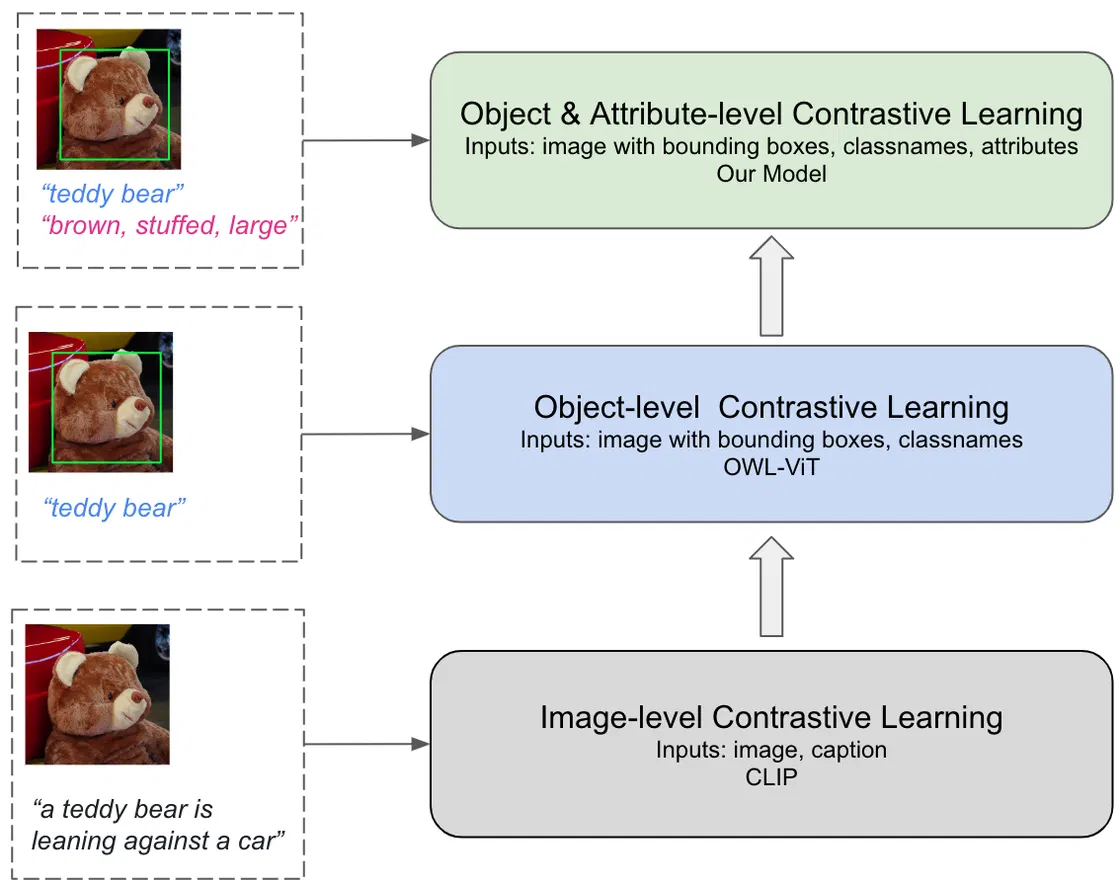 “teddy bear”
“brown, stuffed, large”
Object & Attribute-level Contrastive Learning
Inputs: image with bounding boxes, classnames, attributes
Our Model
“teddy bear”
Object-level  Contrastive Learning
Inputs: image with bounding boxes, classnames
OWL-ViT
“a teddy bear is
leaning against a car”
Image-level Contrastive Learning
Inputs: image, caption
CLIP